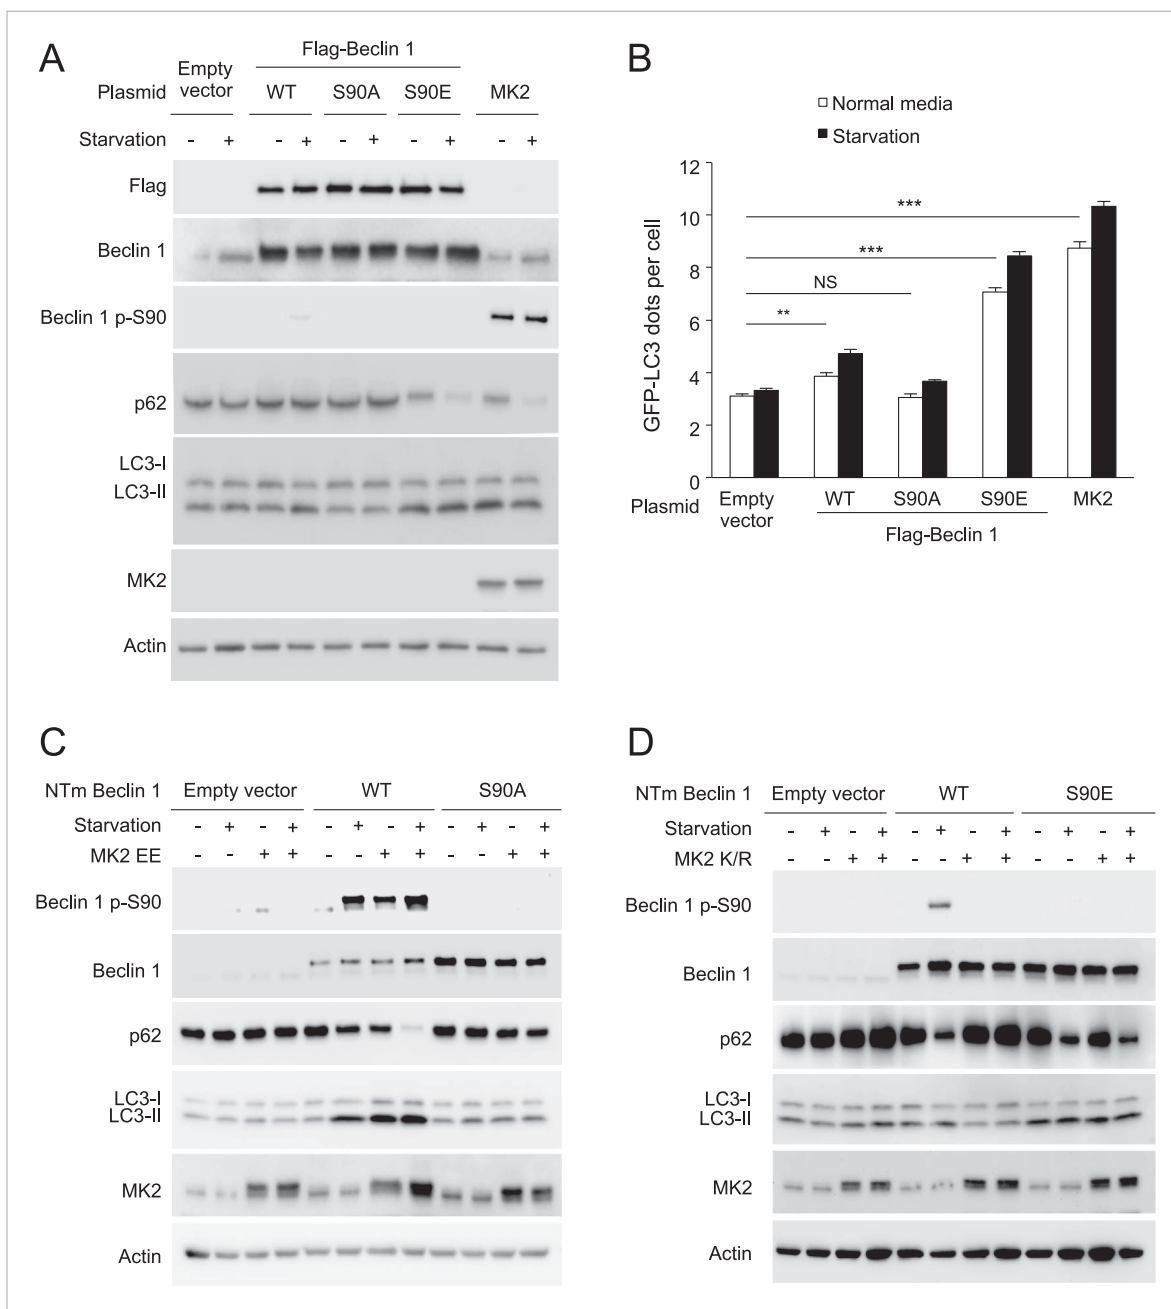 A
Flag-Beclin 1
Plasmid
Empty
vector
WT
S90A
S90E
MK2
Starvation
- + - + - + - + - +
Flag
Beclin 1
Beclin 1 p-S90
p62
LC3-I
LC3-II
MK2
Actin
B
Normal media
Starvation
GFP-LC3 dots per cell
12
10
8
6
4
2
0
***
***
NS
**
Plasmid
Empty
vector
WT
S90A
S90E
MK2
Flag-Beclin 1
C
NTm Beclin 1
Empty vector
WT
S90A
Starvation
- + - + - + - + - + - +
MK2 EE
- - + + - - + + - - + +
Beclin 1 p-S90
Beclin 1
p62
LC3-I
LC3-II
MK2
Actin
D
NTm Beclin 1
Empty vector
WT
S90E
Starvation
- + - + - + - + - + - +
MK2 K/R
- - + + - - + + - - + +
Beclin 1 p-S90
Beclin 1
p62
LC3-I
LC3-II
MK2
Actin